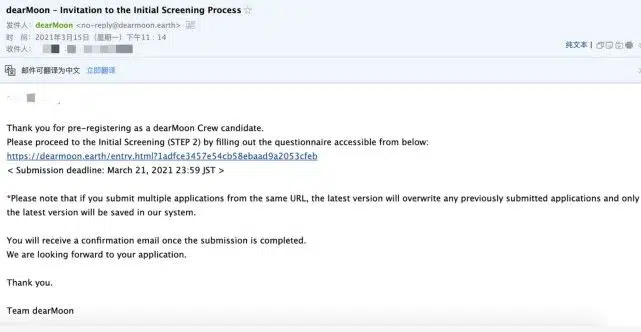 dearMoon – Invitation to the Initial Screening Process ☆
发件人： dearMoon <no-reply@dearmoon.earth>
时 间： 2021年3月15日（星期一）下午11：14
收件人：
纯文本 |
邮件可翻译为中文 立即翻译
Thank you for pre-registering as a dearMoon Crew candidate.
Please proceed to the Initial Screening (STEP 2) by filling out the questionnaire accessible from below:
https://dearmoon.earth/entry.html?1adfce3457e54cb58ebaad9a2053cfeb
< Submission deadline: March 21, 2021 23:59 JST >
*Please note that if you submit multiple applications from the same URL, the latest version will overwrite any previously submitted applications and only
the latest version will be saved in our system.
You will receive a confirmation email once the submission is completed.
We are looking forward to your application.
Thank you.
Team dearMoon